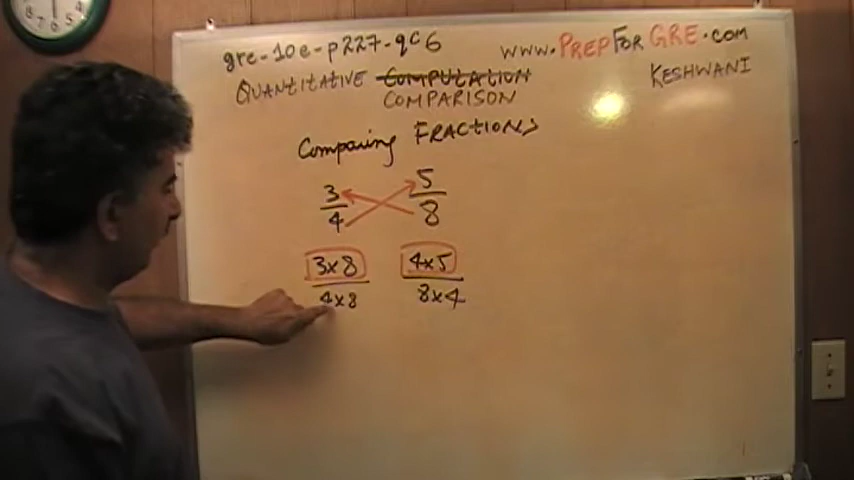 gre-10e-p227-qc6
www.PREPFORGRE.com
QUANtitAtivE COMPUTATION
COMPARISON
KESHWANI
Comparing FRACTIONS
3 5
4 8
3x8 4x5
4x8 8x4